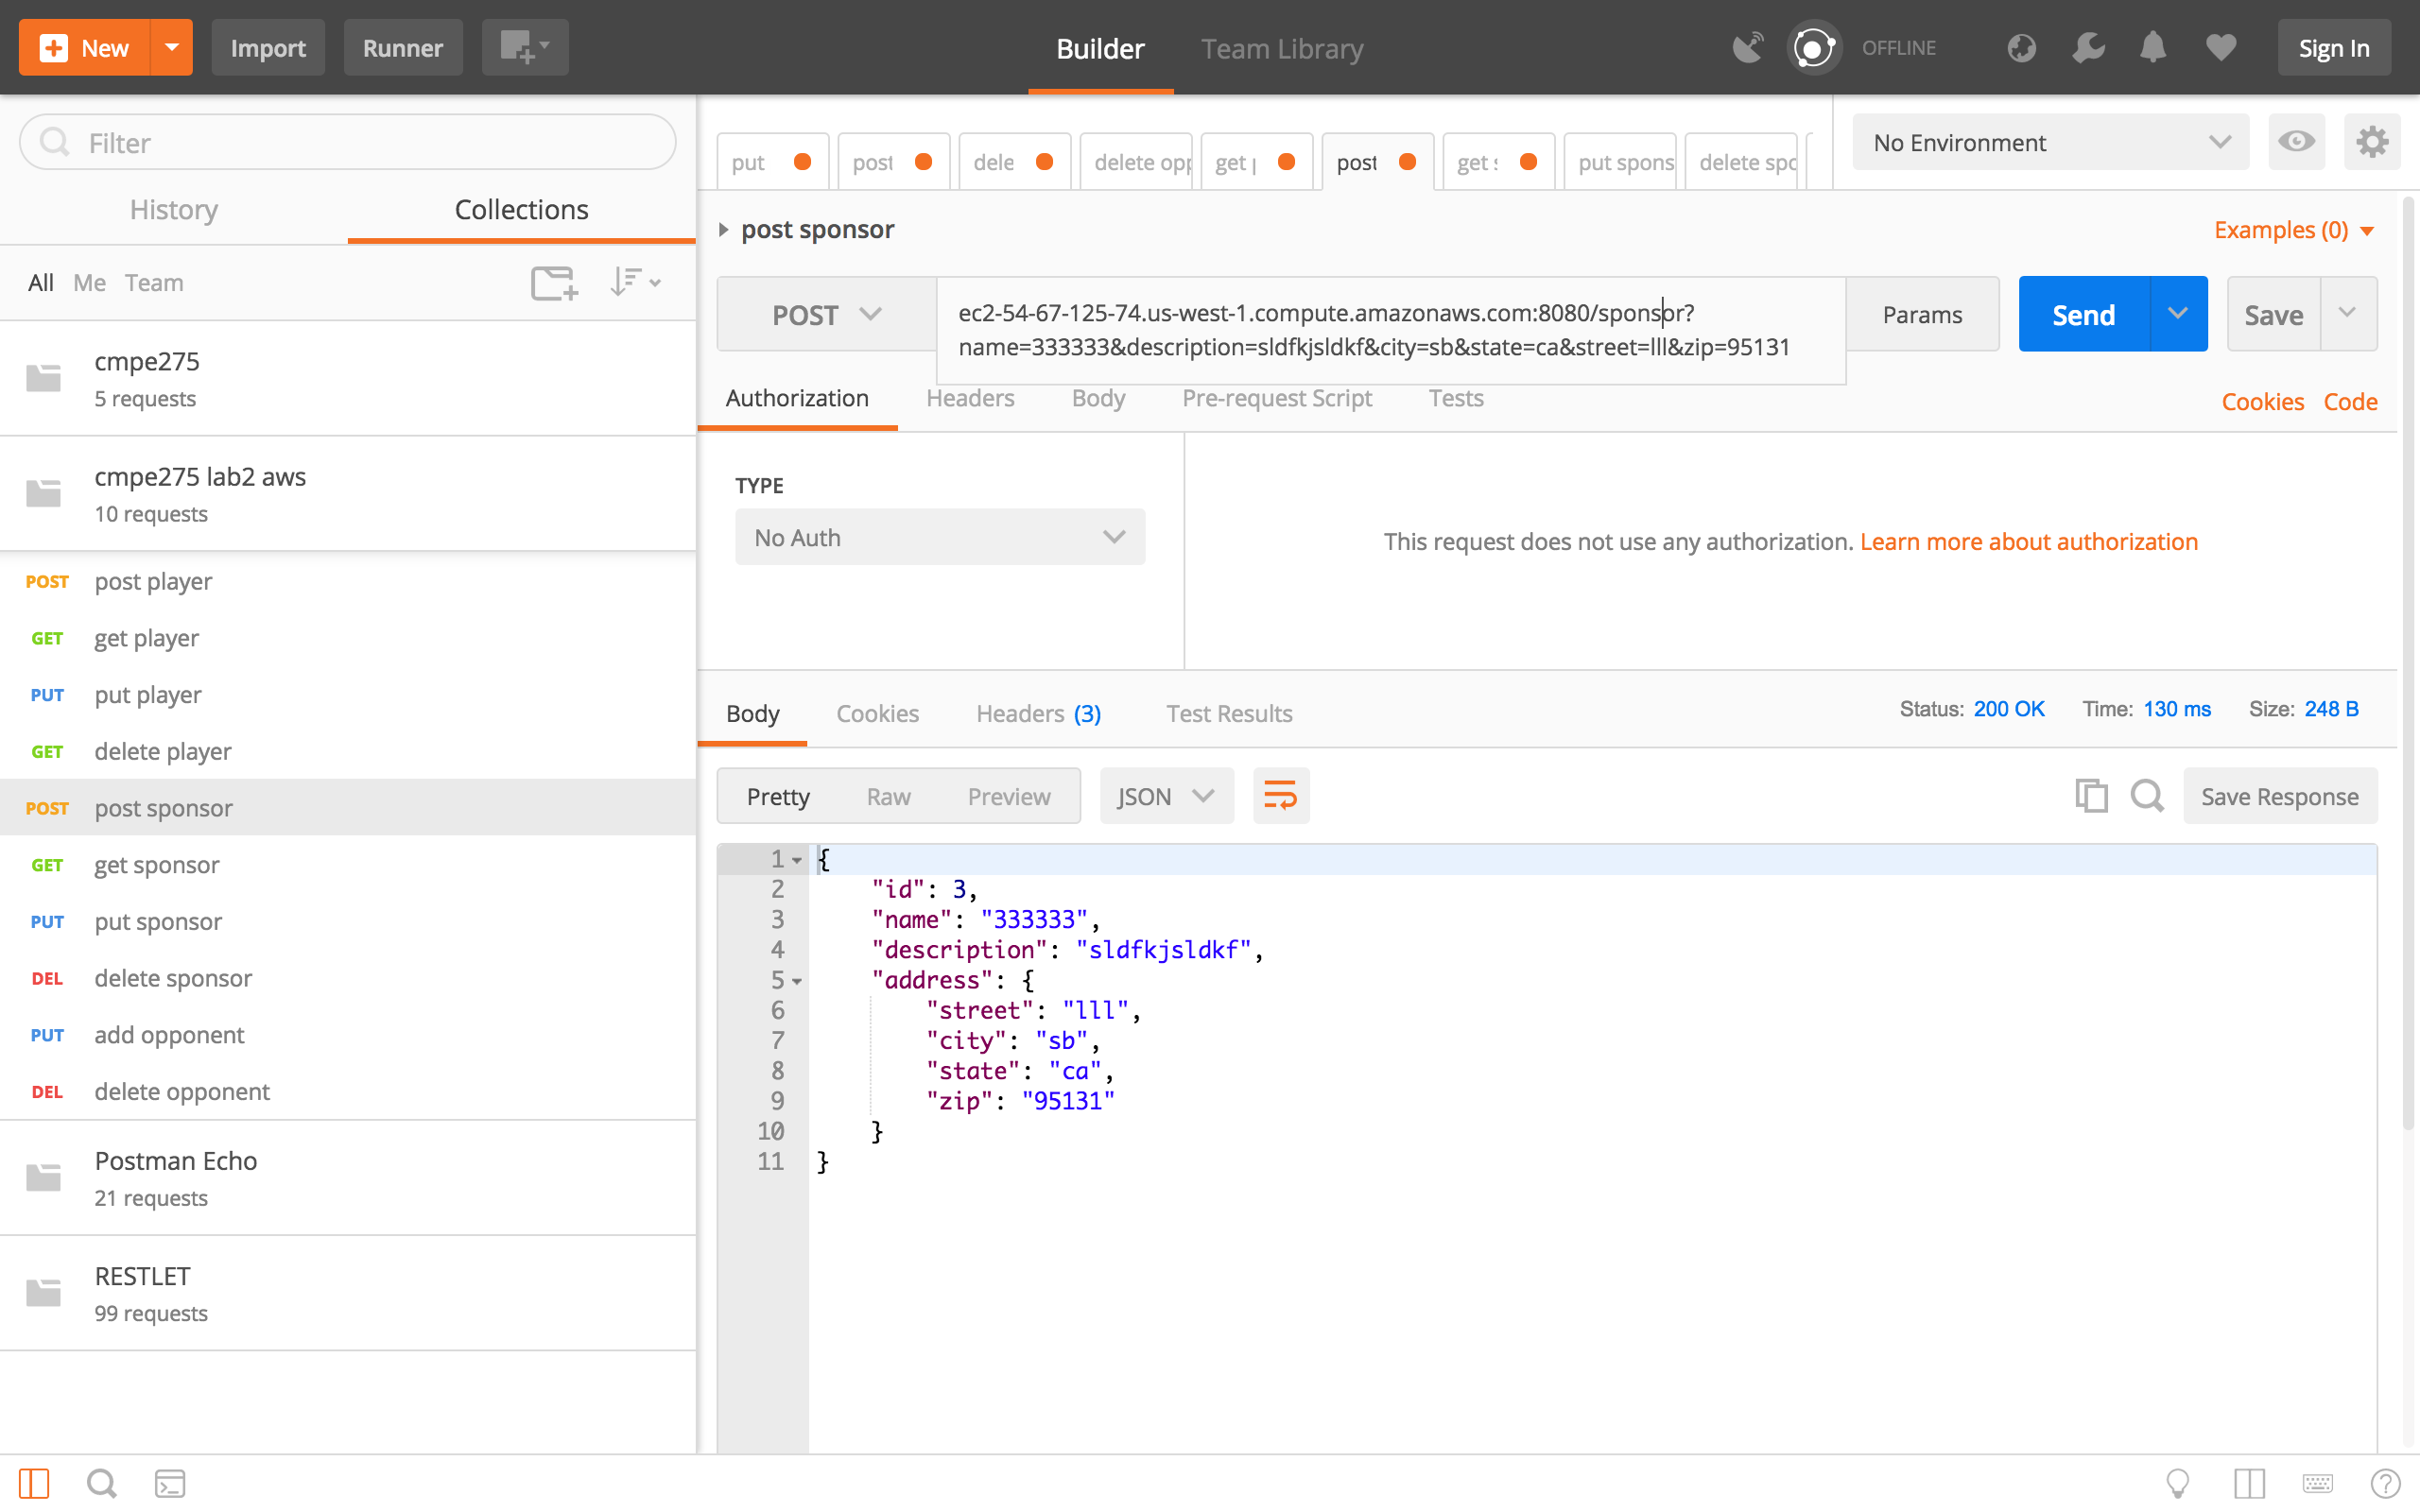 New
Import
Runner
Builder
Team Library
OFFLINE
Sign In
Filter
History
Collections
All Me Team
cmpe275
5 requests
cmpe275 lab2 aws
10 requests
POST post player
GET get player
PUT put player
GET delete player
POST post sponsor
GET get sponsor
PUT put sponsor
DEL delete sponsor
PUT add opponent
DEL delete opponent
Postman Echo
21 requests
RESTLET
99 requests
put
post
dele
delete opp
get p
post
get s
put spons
delete spo
No Environment
post sponsor
Examples (0)
POST
ec2-54-67-125-74.us-west-1.compute.amazonaws.com:8080/sponsor?
name=333333&description=sldfkjsldkf&city=sb&state=ca&street=lll&zip=95131
Params
Send
Save
Authorization
Headers
Body
Pre-request Script
Tests
Cookies
Code
TYPE
No Auth
This request does not use any authorization. Learn more about authorization
Body
Cookies
Headers (3)
Test Results
Status: 200 OK
Time: 130 ms
Size: 248 B
Pretty
Raw
Preview
JSON
Save Response
1 {
2 "id": 3,
3 "name": "333333",
4 "description": "sldfkjsldkf",
5 "address": {
6 "street": "lll",
7 "city": "sb",
8 "state": "ca",
9 "zip": "95131"
10 }
11 }